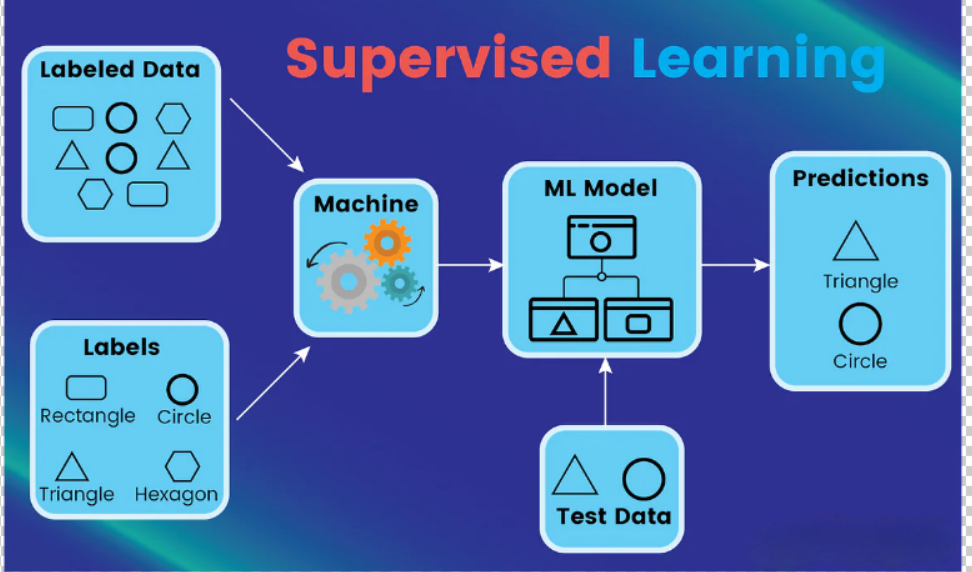 Supervised Learning
Labeled Data
Machine
ML Model
Predictions
Triangle
Circle
Labels
Rectangle Circle
Triangle Hexagon
Test Data